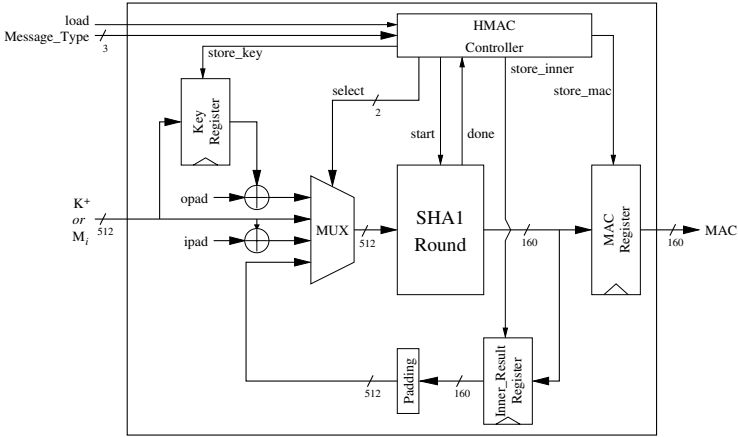 load
Message_Type
3
HMAC
Controller
store_key
store_inner
store_mac
select
2
start
done
Key
Register
opad
K+
or
Mi
512
ipad
MUX
512
SHA1
Round
160
MAC
Register
160
MAC
512
Padding
160
Inner_Result
Register